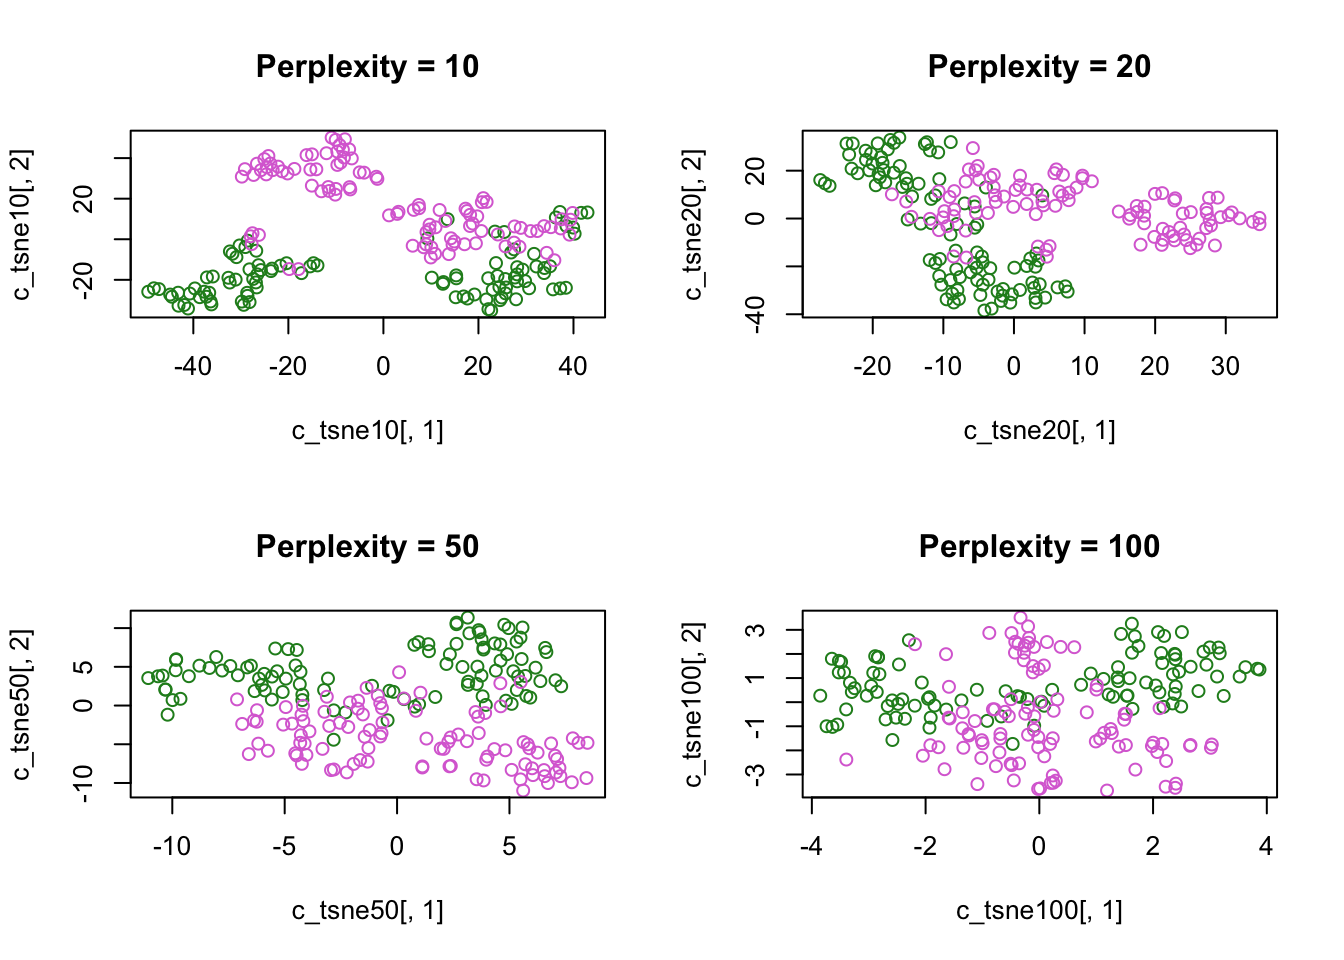 Perplexity = 10
c_tsne10[, 2]
20
-20
-40 -20 0 20 40
c_tsne10[, 1]
Perplexity = 20
c_tsne20[, 2]
20
0
-40
-20 -10 0 10 20 30
c_tsne20[, 1]
Perplexity = 50
c_tsne50[, 2]
5
0
-10
-10 -5 0 5
c_tsne50[, 1]
Perplexity = 100
c_tsne100[, 2]
3
1
-1
-3
-4 -2 0 2 4
c_tsne100[, 1]